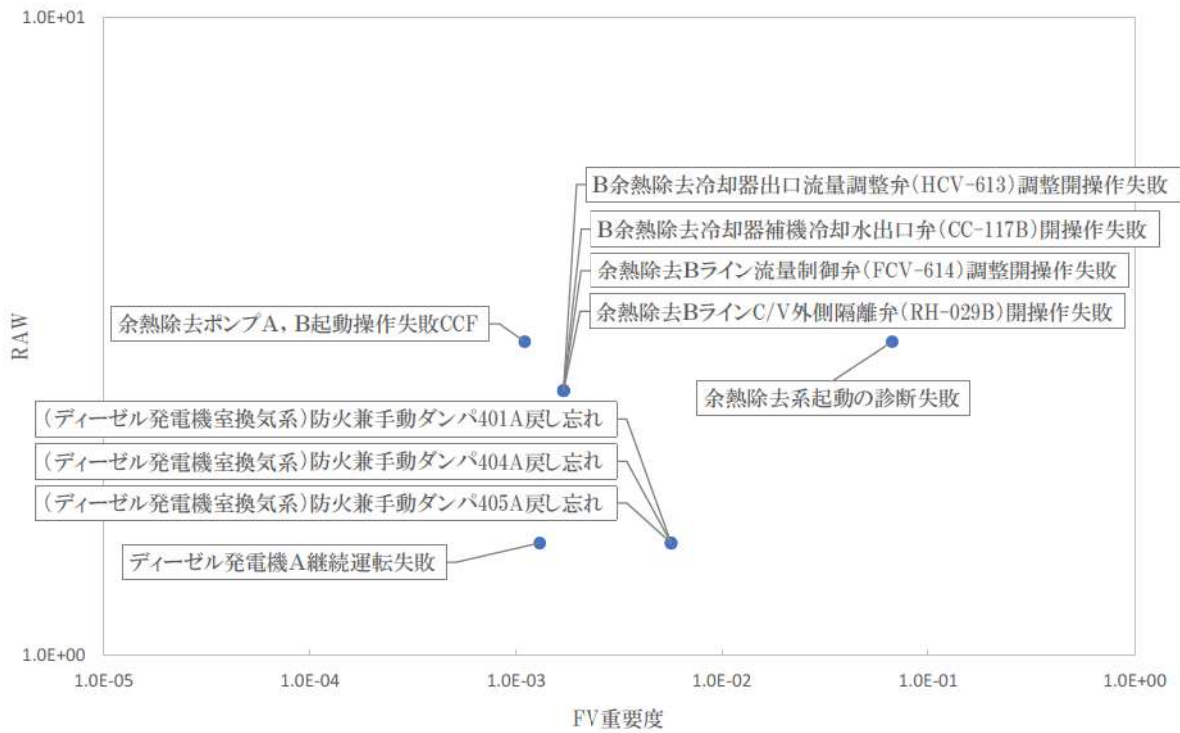 1.0E+01
B余熱除去冷却器出口流量調整弁(HCV-613)調整開操作失敗
B余熱除去冷却器補機冷却水出口弁(CC-117B)開操作失敗
余熱除去Bライン流量制御弁(FCV-614)調整開操作失敗
余熱除去BラインC/V外側隔離弁(RH-029B)開操作失敗
余熱除去ポンプA、B起動操作失敗CCF
RAW
余熱除去系起動の診断失敗
(ディーゼル発電機室換気系)防火兼手動ダンパ401A戻し忘れ
(ディーゼル発電機室換気系)防火兼手動ダンパ404A戻し忘れ
(ディーゼル発電機室換気系)防火兼手動ダンパ405A戻し忘れ
ディーゼル発電機A継続運転失敗
1.0E+00
1.0E-05 1.0E-04 1.0E-03 1.0E-02 1.0E-01 1.0E+00
FV重要度